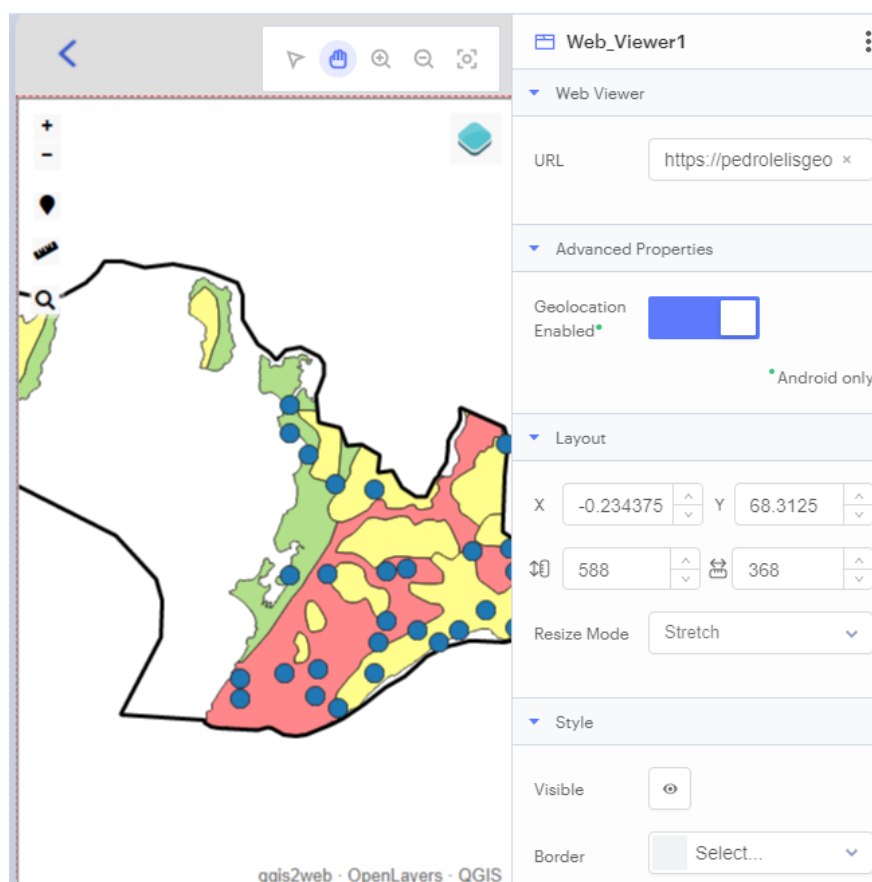 Web_Viewer1
Web Viewer
URL
https://pedrolelisgeo ×
Advanced Properties
Geolocation
Enabled
Android only
Layout
X -0.234375 Y 68.3125
588 368
Resize Mode Stretch
Style
Visible
Border Select...
+
−
qgis2web · OpenLayers · QGIS